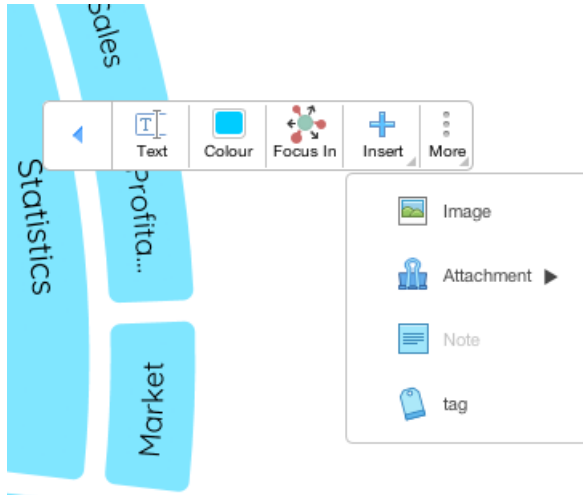 Sales
Text
Colour
Focus In
Insert
More
Statistics
profita...
Image
Attachment
Note
tag
Market